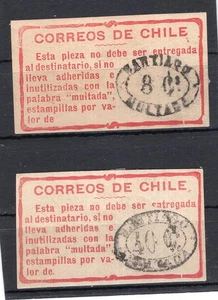 CORREOS DE CHILE.
Esta pieza no debe ser entregada
al destinatario, si no
lleva adheridas e
inutilizadas con la
palabra "multada",
estampillas por va-
lor de
SANTIAGO
8 C.
MULTADA
CORREOS DE CHILE.
Esta pieza no debe ser entregada
al destinatario, si no
lleva adheridas e
inutilizadas con la
palabra "multada",
estampillas por va-
lor de
SANTIAGO
10 C.